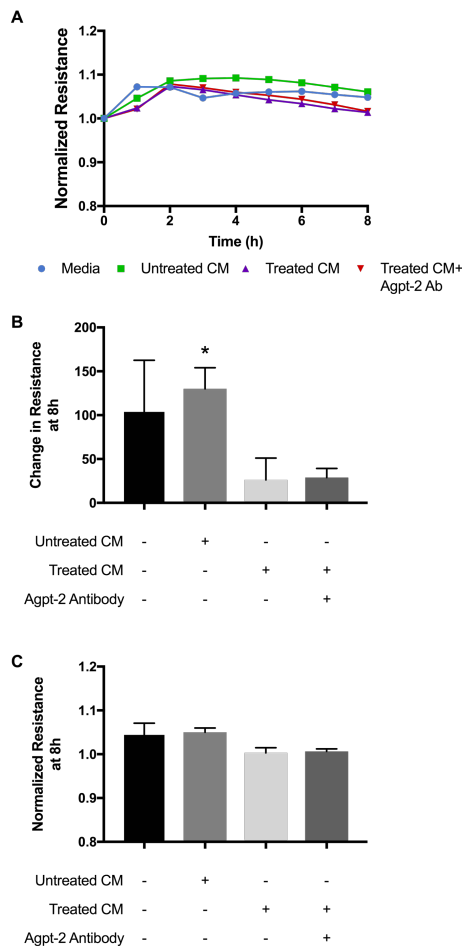 A
Normalized Resistance
1.2
1.1
1.0
0.9
0.8
0 2 4 6 8
Time (h)
Media Untreated CM Treated CM Treated CM+
Agpt-2 Ab
B
Change in Resistance
at 8h
200
150
100
50
0
*
Untreated CM - + - -
Treated CM - - + +
Agpt-2 Antibody - - - +
C
Normalized Resistance
at 8h
1.2
1.1
1.0
0.9
0.8
Untreated CM - + - -
Treated CM - - + +
Agpt-2 Antibody - - - +